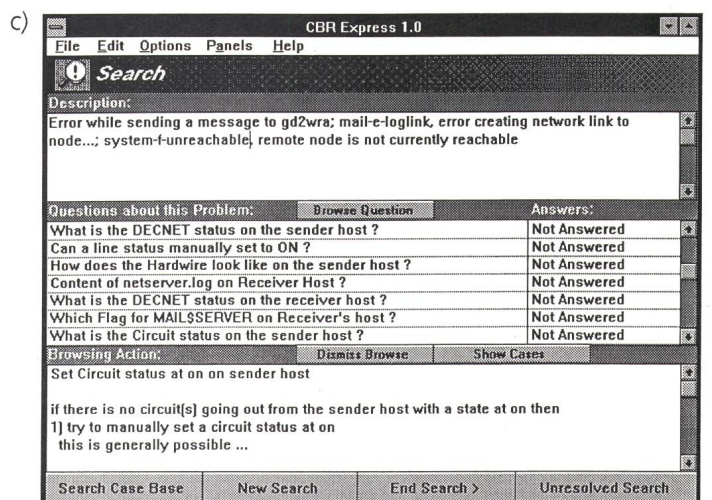 c)
CBR Express 1.0
File Edit Options Panels Help
Search
Description:
Error while sending a message to gd2wra; mail-e-loglink, error creating network link to
node...; system-f-unreachable, remote node is not currently reachable
Questions about this Problem: Browse Question Answers:
What is the DECNET status on the sender host ? Not Answered
Can a line status manually set to ON ? Not Answered
How does the Hardwire look like on the sender host ? Not Answered
Content of netserver.log on Receiver Host ? Not Answered
What is the DECNET status on the receiver host ? Not Answered
Which Flag for MAIL$SERVER on Receiver's host ? Not Answered
What is the Circuit status on the sender host ? Not Answered
Browsing Action: Dismiss Browse Show Cases
Set Circuit status at on on sender host
if there is no circuit(s) going out from the sender host with a state at on then
1) try to manually set a circuit status at on
this is generally possible ...
Search Case Base New Search End Search > Unresolved Search